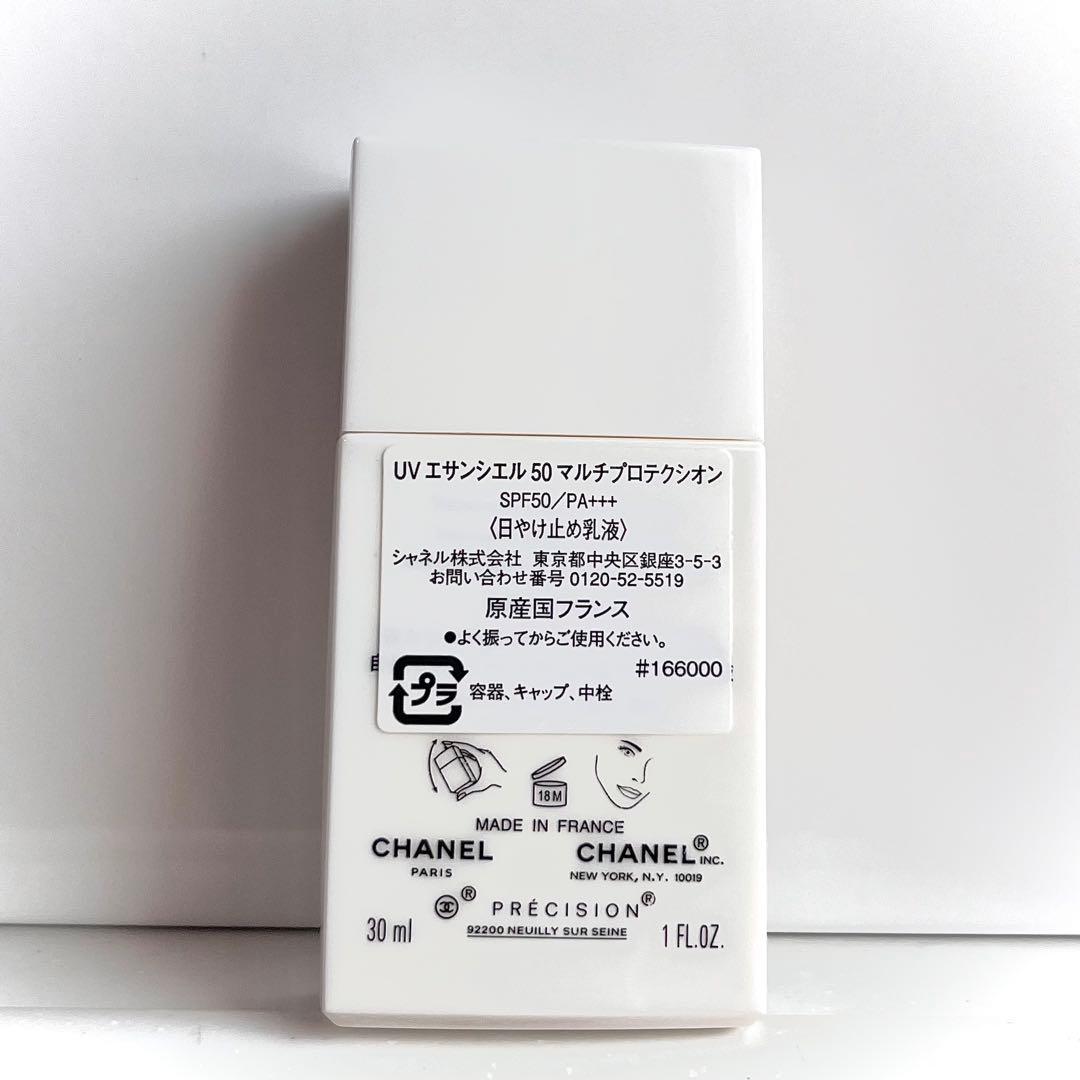 UV エサンシエル 50 マルチプロテクシオン
SPF50/PA+++
〈日やけ止め乳液〉
シャネル株式会社 東京都中央区銀座3-5-3
お問い合わせ番号 0120-52-5519
原産国フランス
●よく振ってからご使用ください。
#166000
プラ 容器、キャップ、中栓
18 M
MADE IN FRANCE
CHANEL CHANEL® INC.
PARIS NEW YORK, N.Y. 10019
® PRÉCISION®
30 ml 92200 NEUILLY SUR SEINE 1 FL.OZ.